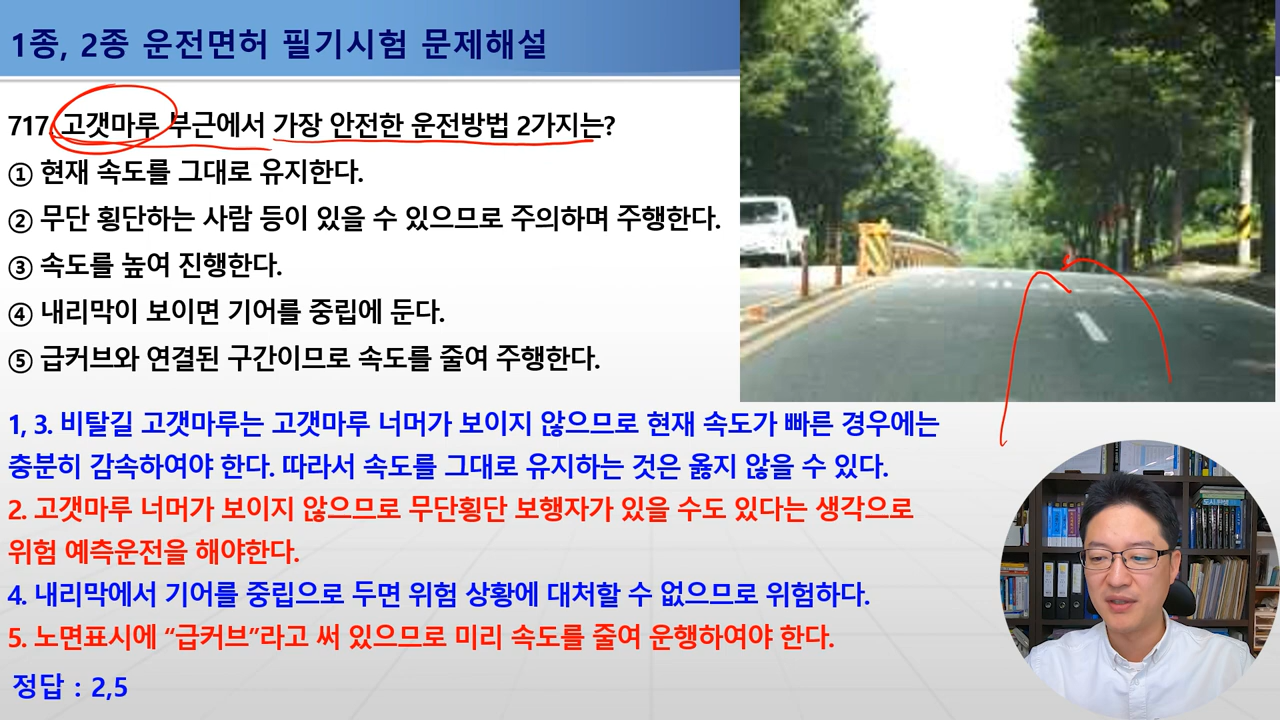 1종, 2종 운전면허 필기시험 문제해설
717. 고갯마루 부근에서 가장 안전한 운전방법 2가지는?
① 현재 속도를 그대로 유지한다.
② 무단 횡단하는 사람 등이 있을 수 있으므로 주의하며 주행한다.
③ 속도를 높여 진행한다.
④ 내리막이 보이면 기어를 중립에 둔다.
⑤ 급커브와 연결된 구간이므로 속도를 줄여 주행한다.
1, 3. 비탈길 고갯마루는 고갯마루 너머가 보이지 않으므로 현재 속도가 빠른 경우에는
충분히 감속하여야 한다. 따라서 속도를 그대로 유지하는 것은 옳지 않을 수 있다.
2. 고갯마루 너머가 보이지 않으므로 무단횡단 보행자가 있을 수도 있다는 생각으로
위험 예측운전을 해야한다.
4. 내리막에서 기어를 중립으로 두면 위험 상황에 대처할 수 없으므로 위험하다.
5. 노면표시에 “급커브”라고 써 있으므로 미리 속도를 줄여 운행하여야 한다.
정답 : 2,5